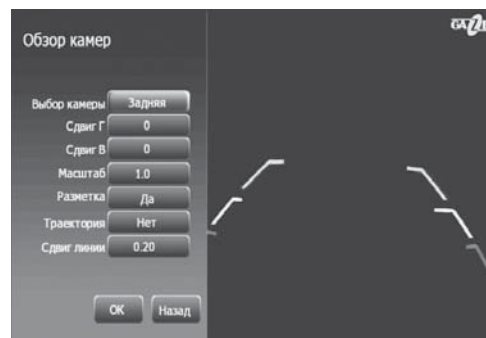 Обзор камер
Выбор камеры Задняя
Сдвиг Г 0
Сдвиг В 0
Масштаб 1.0
Разметка Да
Траектория Нет
Сдвиг линии 0.20
OK Назад